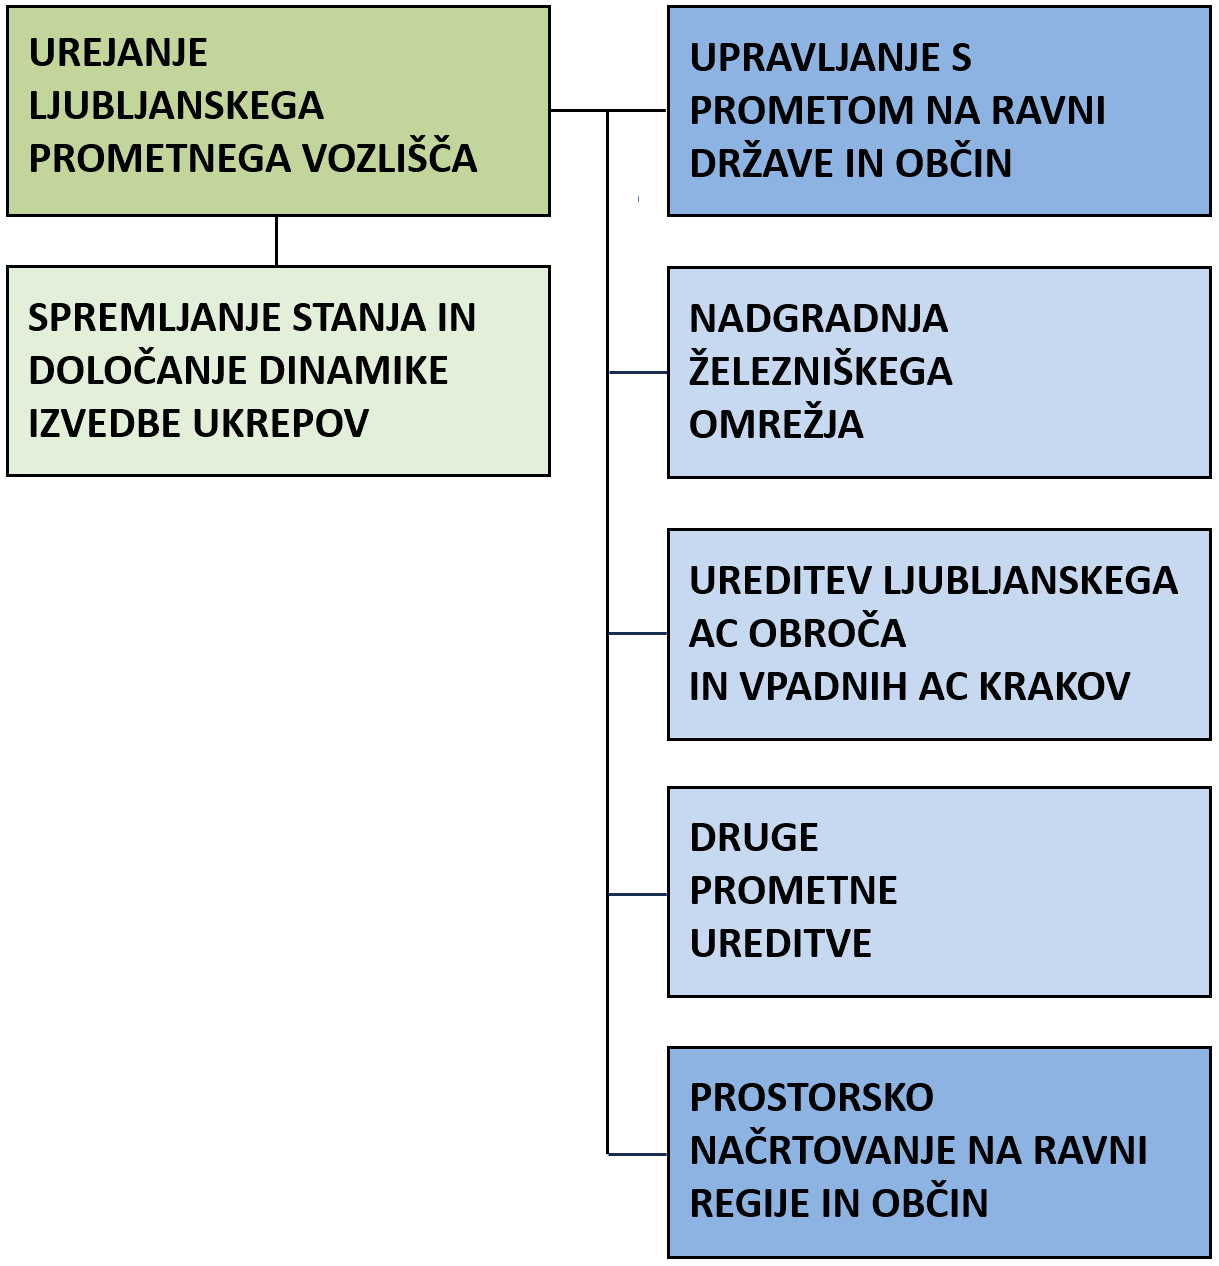 UREJANJE
LJUBLJANSKEGA
PROMETNEGA VOZLIŠČA
SPREMLJANJE STANJA IN
DOLOČANJE DINAMIKE
IZVEDBE UKREPOV
UPRAVLJANJE S
PROMETOM NA RAVNI
DRŽAVE IN OBČIN
NADGRADNJA
ŽELEZNIŠKEGA
OMREŽJA
UREDITEV LJUBLJANSKEGA
AC OBROČA
IN VPADNIH AC KRAKOV
DRUGE
PROMETNE
UREDITVE
PROSTORSKO
NAČRTOVANJE NA RAVNI
REGIJE IN OBČIN